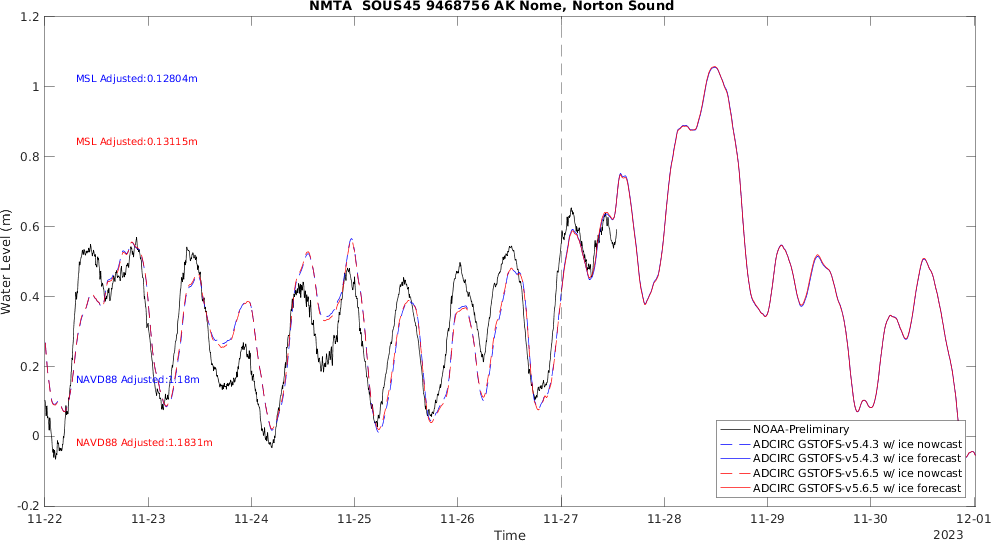 NMTA SOUS45 9468756 AK Nome, Norton Sound
1.2
1
0.8
0.6
0.4
0.2
0
-0.2
Water Level (m)
MSL Adjusted:0.12804m
MSL Adjusted:0.13115m
NAVD88 Adjusted:1.18m
NAVD88 Adjusted:1.1831m
NOAA-Preliminary
ADCIRC GSTOFS-v5.4.3 w/ ice nowcast
ADCIRC GSTOFS-v5.4.3 w/ ice forecast
ADCIRC GSTOFS-v5.6.5 w/ ice nowcast
ADCIRC GSTOFS-v5.6.5 w/ ice forecast
11-22 11-23 11-24 11-25 11-26 11-27 11-28 11-29 11-30 12-01
Time
2023